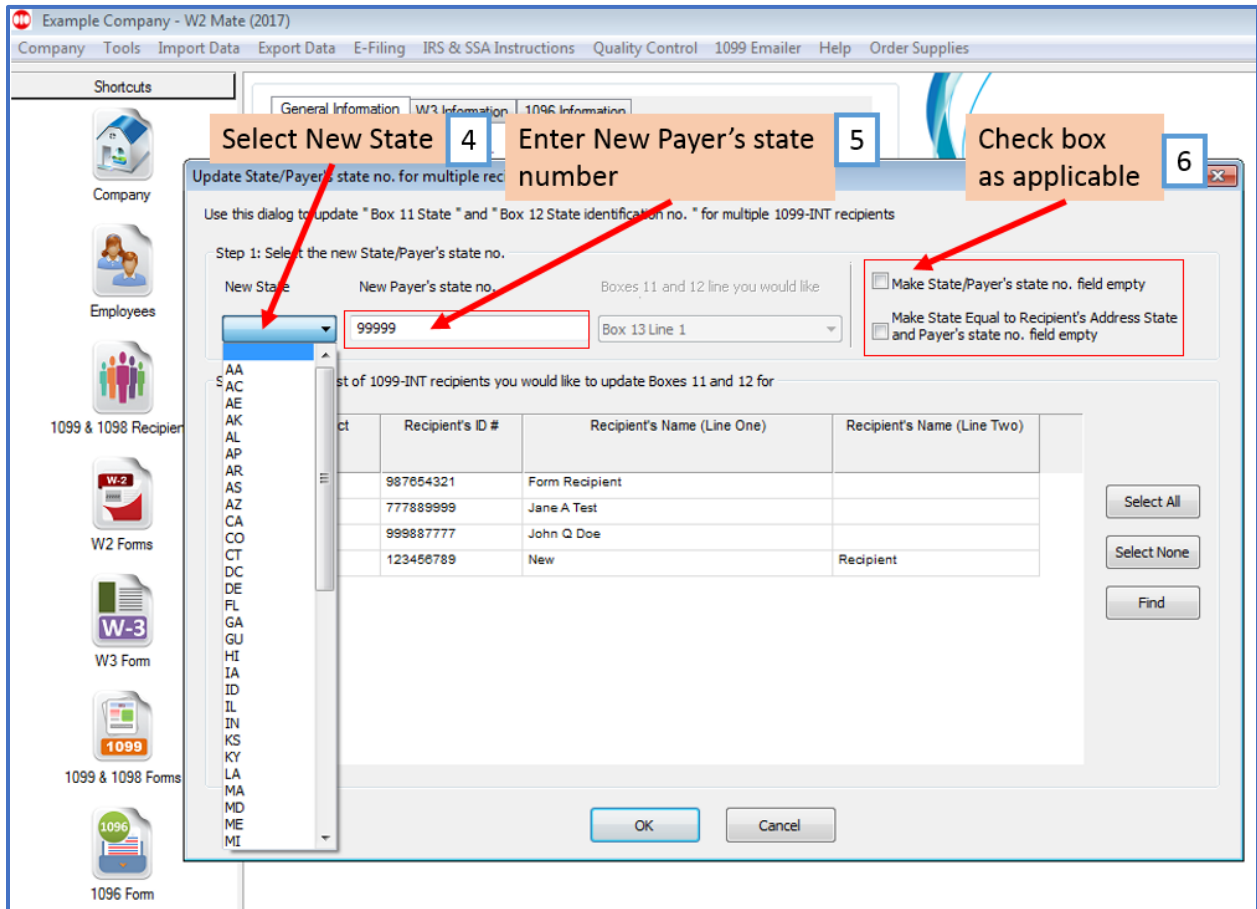 Example Company - W2 Mate (2017)
Company Tools Import Data Export Data E-Filing IRS & SSA Instructions Quality Control 1099 Emailer Help Order Supplies
Shortcuts
Company
Employees
1099 & 1098 Recipien
W-2
W2 Forms
W-3
W3 Form
1099
1099 & 1098 Forms
1096
1096 Form
General Information W3 Information 1096 Information
Select New State 4
Enter New Payer's state 5
number
Check box 6
as applicable
Update State/Payer's state no. for multiple reci
Use this dialog to update "Box 11 State " and "Box 12 State identification no. " for multiple 1099-INT recipients
Step 1: Select the new State/Payer's state no.
New State New Payer's state no. Boxes 11 and 12 line you would like
99999 Box 13 Line 1
Make State/Payer's state no. field empty
Make State Equal to Recipient's Address State
and Payer's state no. field empty
S st of 1099-INT recipients you would like to update Boxes 11 and 12 for
ct Recipient's ID # Recipient's Name (Line One) Recipient's Name (Line Two)
987654321 Form Recipient
777889999 Jane A Test
999887777 John Q Doe
123456789 New Recipient
AA
AC
AE
AK
AL
AP
AR
AS
AZ
CA
CO
CT
DC
DE
FL
GA
GU
HI
IA
ID
IL
IN
KS
KY
LA
MA
MD
ME
MI
Select All
Select None
Find
OK Cancel